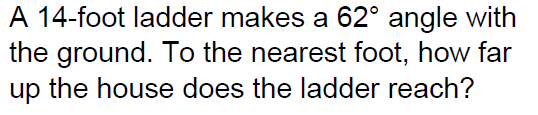 A 14-foot ladder makes a 62° angle with
the ground. To the nearest foot, how far
up the house does the ladder reach?